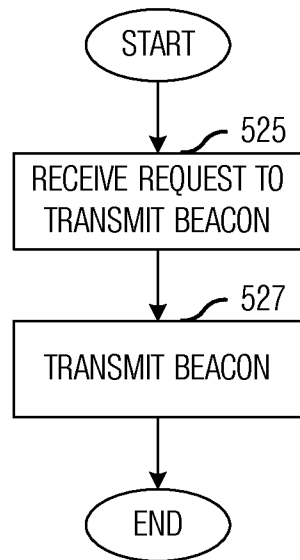 START
525
RECEIVE REQUEST TO
TRANSMIT BEACON
527
TRANSMIT BEACON
END